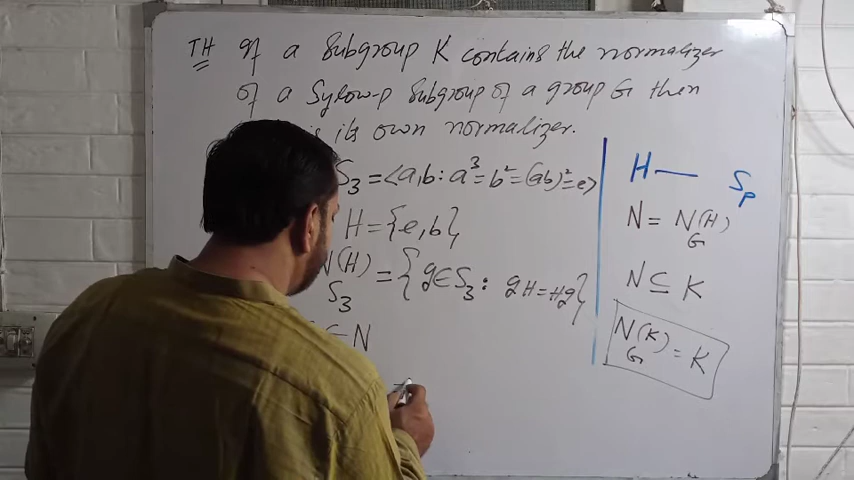 TH If a Subgroup K contains the normalizer
of a Sylow-p Subgroup of a group G then
is its own normalizer.
S₃ = <a,b : a³ = b² = (ab)² = e>
H = {e,b}
N(H) = {g∈S₃ : gH = Hg}
S₃
⊆ N
H — Sₚ
N = N(H)
G
N ⊆ K
N(K) = K
G